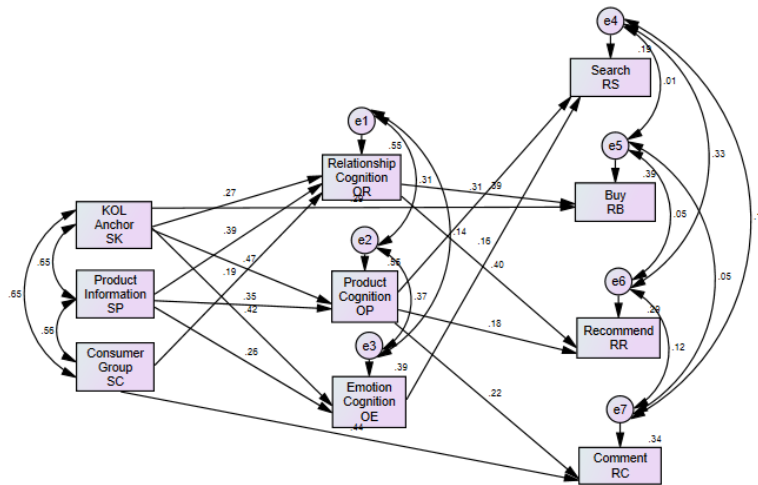 e4
.19
Search
RS
.01
e1
.55
.31
e5
.33
Relationship
Cognition
OR
.27
.31
.39
.39
Buy
RB
.05
KOL
Anchor
SK
.39
e2
.14
.16
.47
.19
.55
.40
.05
.65
.65
Product
Information
SP
Product
Cognition
OP
.35
.42
.37
e6
.29
.18
Recommend
RR
.12
.56
e3
Consumer
Group
SC
.26
.39
.22
Emotion
Cognition
OE
e7
.44
.34
Comment
RC